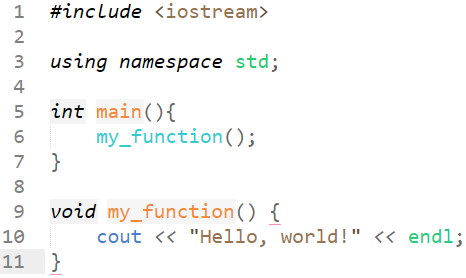 1 #include <iostream>
2
3 using namespace std;
4
5 int main(){
6     my_function();
7 }
8
9 void my_function() {
10     cout << "Hello, world!" << endl;
11 }